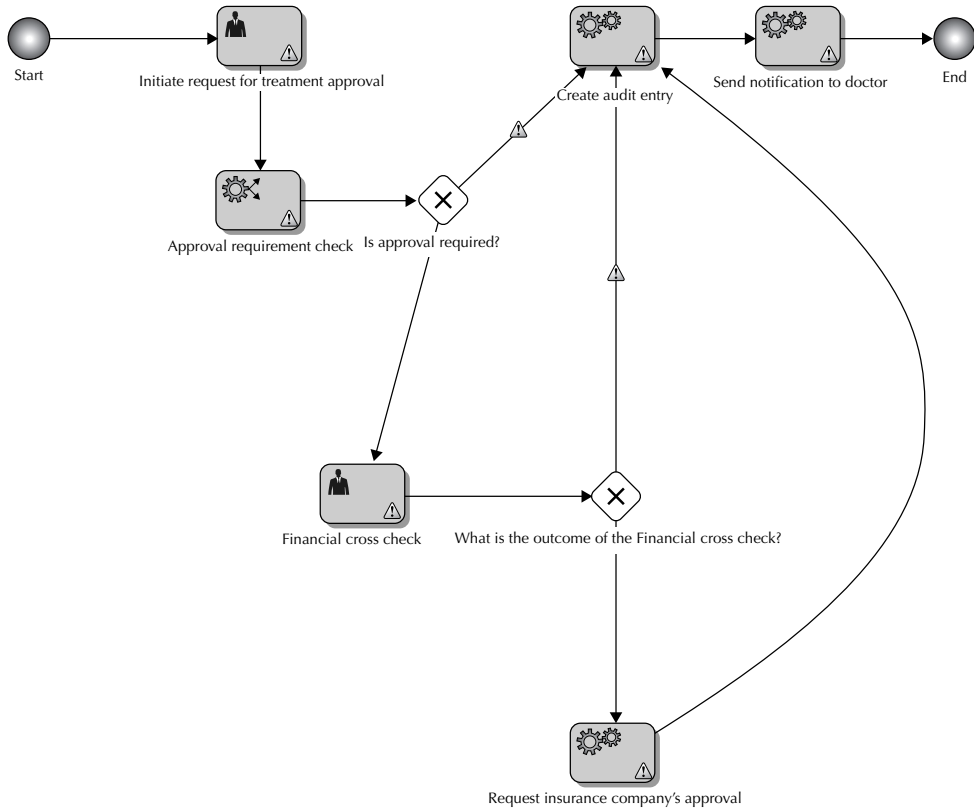 Start
Initiate request for treatment approval
Create audit entry
Send notification to doctor
End
Approval requirement check
Is approval required?
Financial cross check
What is the outcome of the Financial cross check?
Request insurance company's approval